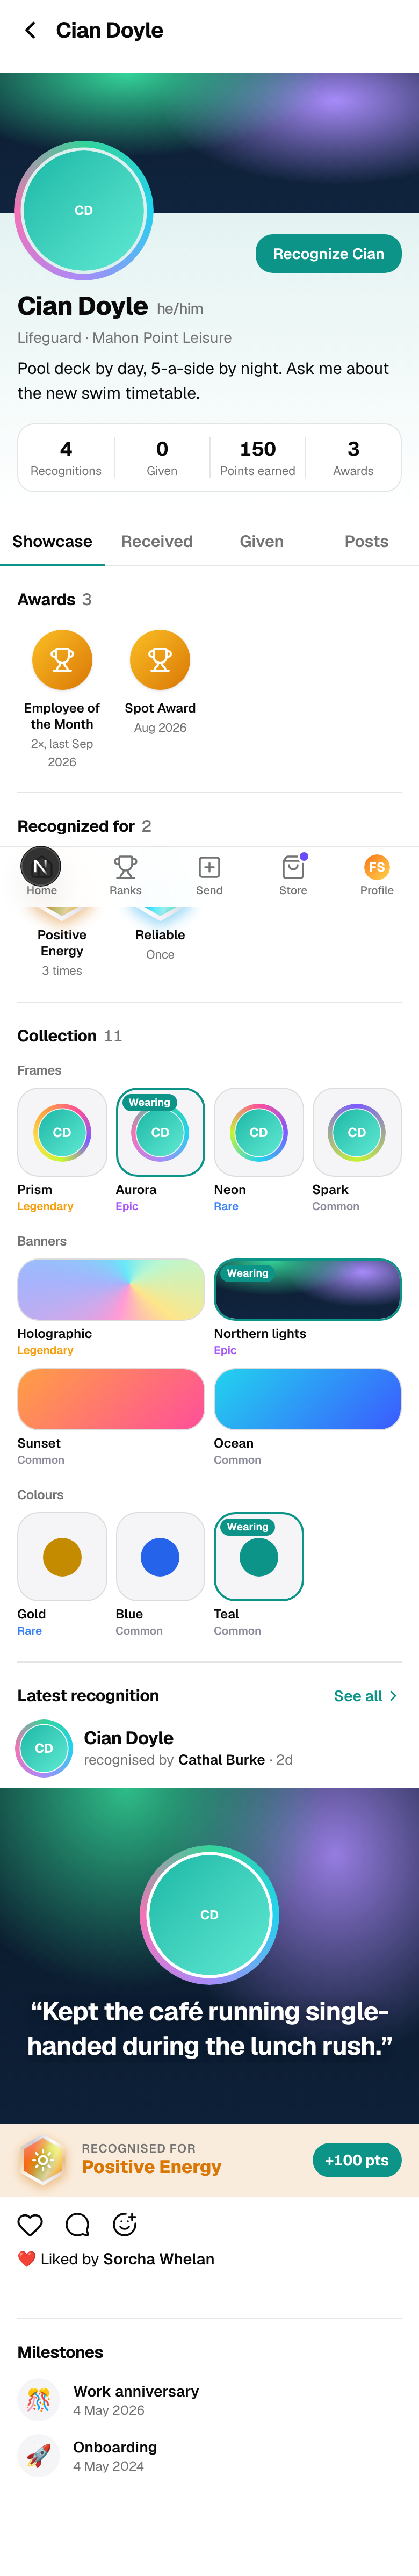 Cian Doyle
CD
Recognize Cian
Cian Doyle he/him
Lifeguard · Mahon Point Leisure
Pool deck by day, 5-a-side by night. Ask me about
the new swim timetable.
4 0 150 3
Recognitions Given Points earned Awards
Showcase Received Given Posts
Awards 3
Employee of
the Month
2×, last Sep
2026
Spot Award
Aug 2026
Recognized for 2
N
FS
Home Ranks Send Store Profile
Positive
Energy
3 times
Reliable
Once
Collection 11
Frames
CD
Wearing
CD
CD
CD
Prism Aurora Neon Spark
Legendary Epic Rare Common
Banners
Wearing
Holographic Northern lights
Legendary Epic
Sunset Ocean
Common Common
Colours
Wearing
Gold Blue Teal
Rare Common Common
Latest recognition See all
CD
Cian Doyle
recognised by Cathal Burke · 2d
CD
“Kept the café running single-
handed during the lunch rush.”
RECOGNISED FOR
Positive Energy
+100 pts
Liked by Sorcha Whelan
Milestones
Work anniversary
4 May 2026
Onboarding
4 May 2024